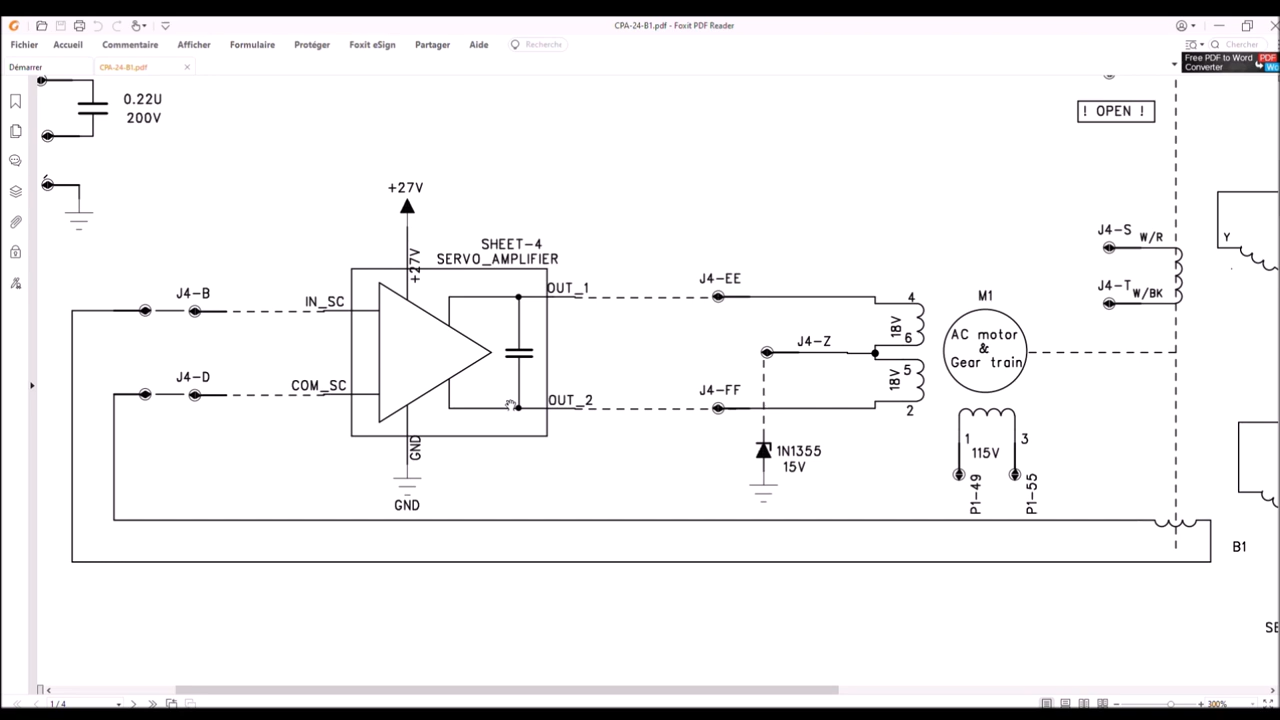 CPA-24-B1.pdf - Foxit PDF Reader
Fichier Accueil Commentaire Afficher Formulaire Protéger Foxit eSign Partager Aide Recherche Chercher
Démarrer CPA-24-B1.pdf
Free PDF to Word PDF
Converter
0.22U
200V
! OPEN !
+27V
+27V
SHEET-4
SERVO_AMPLIFIER
J4-S W/R
Y
J4-B
IN_SC
OUT_1
J4-EE
J4-T W/BK
4
M1
18V
6
AC motor
&
Gear train
J4-Z
J4-D
COM_SC
OUT_2
J4-FF
18V
5
2
GND
GND
1N1355
15V
1
115V
3
P1-49
P1-55
B1
SE
1 / 4
300%